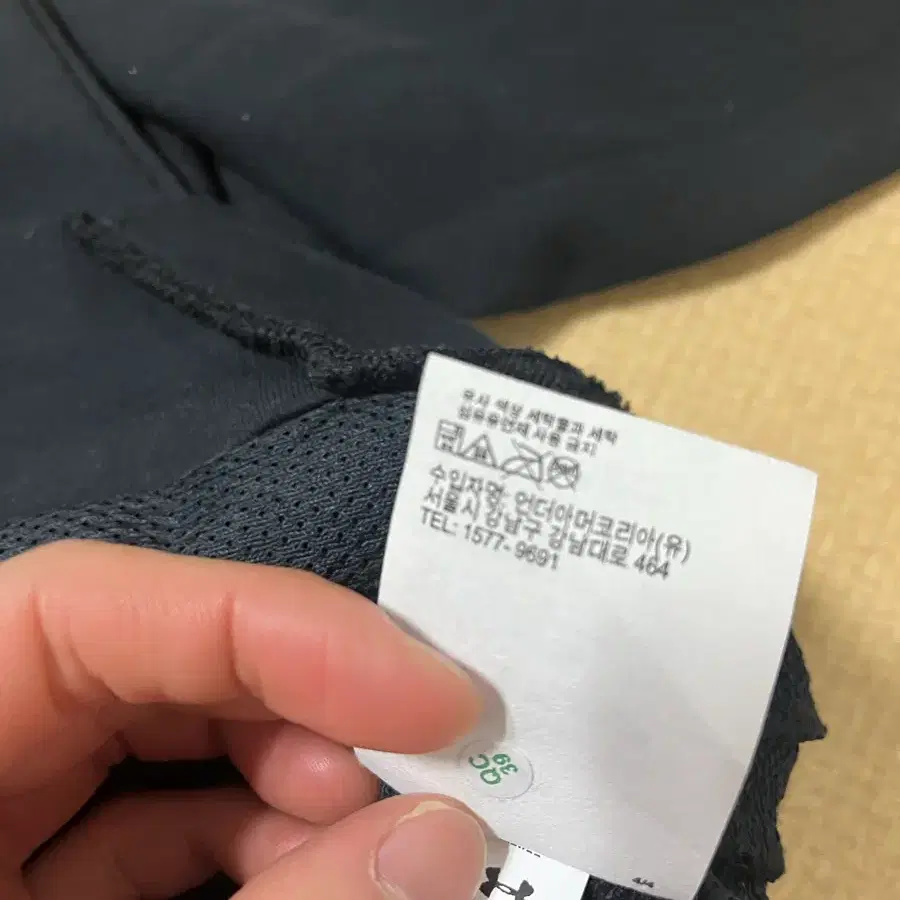 유사 색상 세탁물과 세탁
섬유유연제 사용 금지
수입자명: 언더아머코리아(유)
서울시 강남구 강남대로 464
TEL: 1577-9691
QC
39
4/4